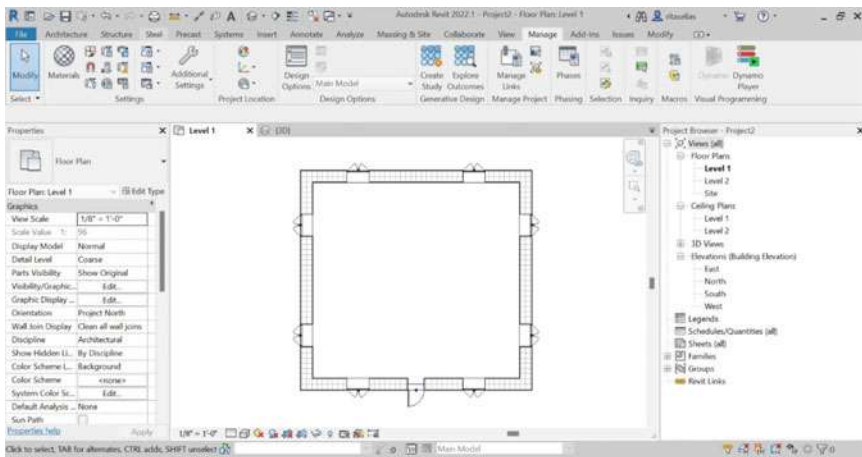 Autodesk Revit 2022.1 - Project2 - Floor Plan: Level 1
File Architecture Structure Steel Precast Systems Insert Annotate Analyze Massing & Site Collaborate View Manage Add-Ins Issues Modify
Modify Materials Additional Settings Design Options Main Model Create Study Explore Outcomes Manage Links Phases Dynamo Dynamo Player
Select Settings Project Location Design Options Generative Design Manage Project Phasing Selection Inquiry Macros Visual Programming
Properties
Floor Plan
Floor Plan: Level 1 Edit Type
Graphics
View Scale 1/8" = 1'-0"
Scale Value 1: 96
Display Model Normal
Detail Level Coarse
Parts Visibility Show Original
Visibility/Graphic... Edit...
Graphic Display ... Edit...
Orientation Project North
Wall Join Display Clean all wall joins
Discipline Architectural
Show Hidden Li... By Discipline
Color Scheme L... Background
Color Scheme <none>
System Color Sc... Edit...
Default Analysis ... None
Sun Path
Properties help Apply
Level 1 {3D}
1/8" = 1'-0"
Project Browser - Project2
Views (all)
Floor Plans
Level 1
Level 2
Site
Ceiling Plans
Level 1
Level 2
3D Views
Elevations (Building Elevation)
East
North
South
West
Legends
Schedules/Quantities (all)
Sheets (all)
Families
Groups
Revit Links
Click to select, TAB for alternates, CTRL adds, SHIFT unselect :0 Main Model :0